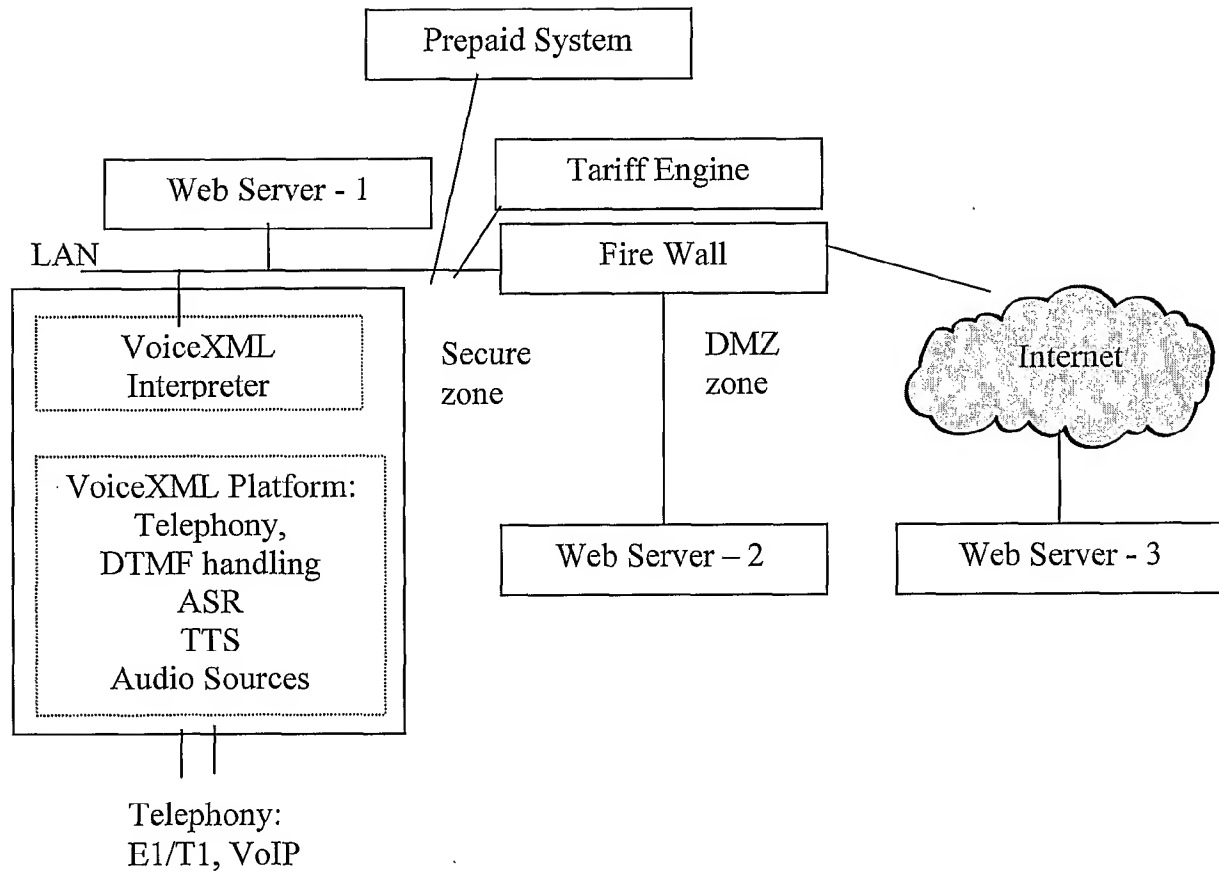 Prepaid System
Tariff Engine
Web Server - 1
LAN
Fire Wall
VoiceXML
Interpreter
Secure
zone
DMZ
zone
Internet
VoiceXML Platform:
Telephony,
DTMF handling
ASR
TTS
Audio Sources
Web Server – 2
Web Server - 3
Telephony:
E1/T1, VoIP